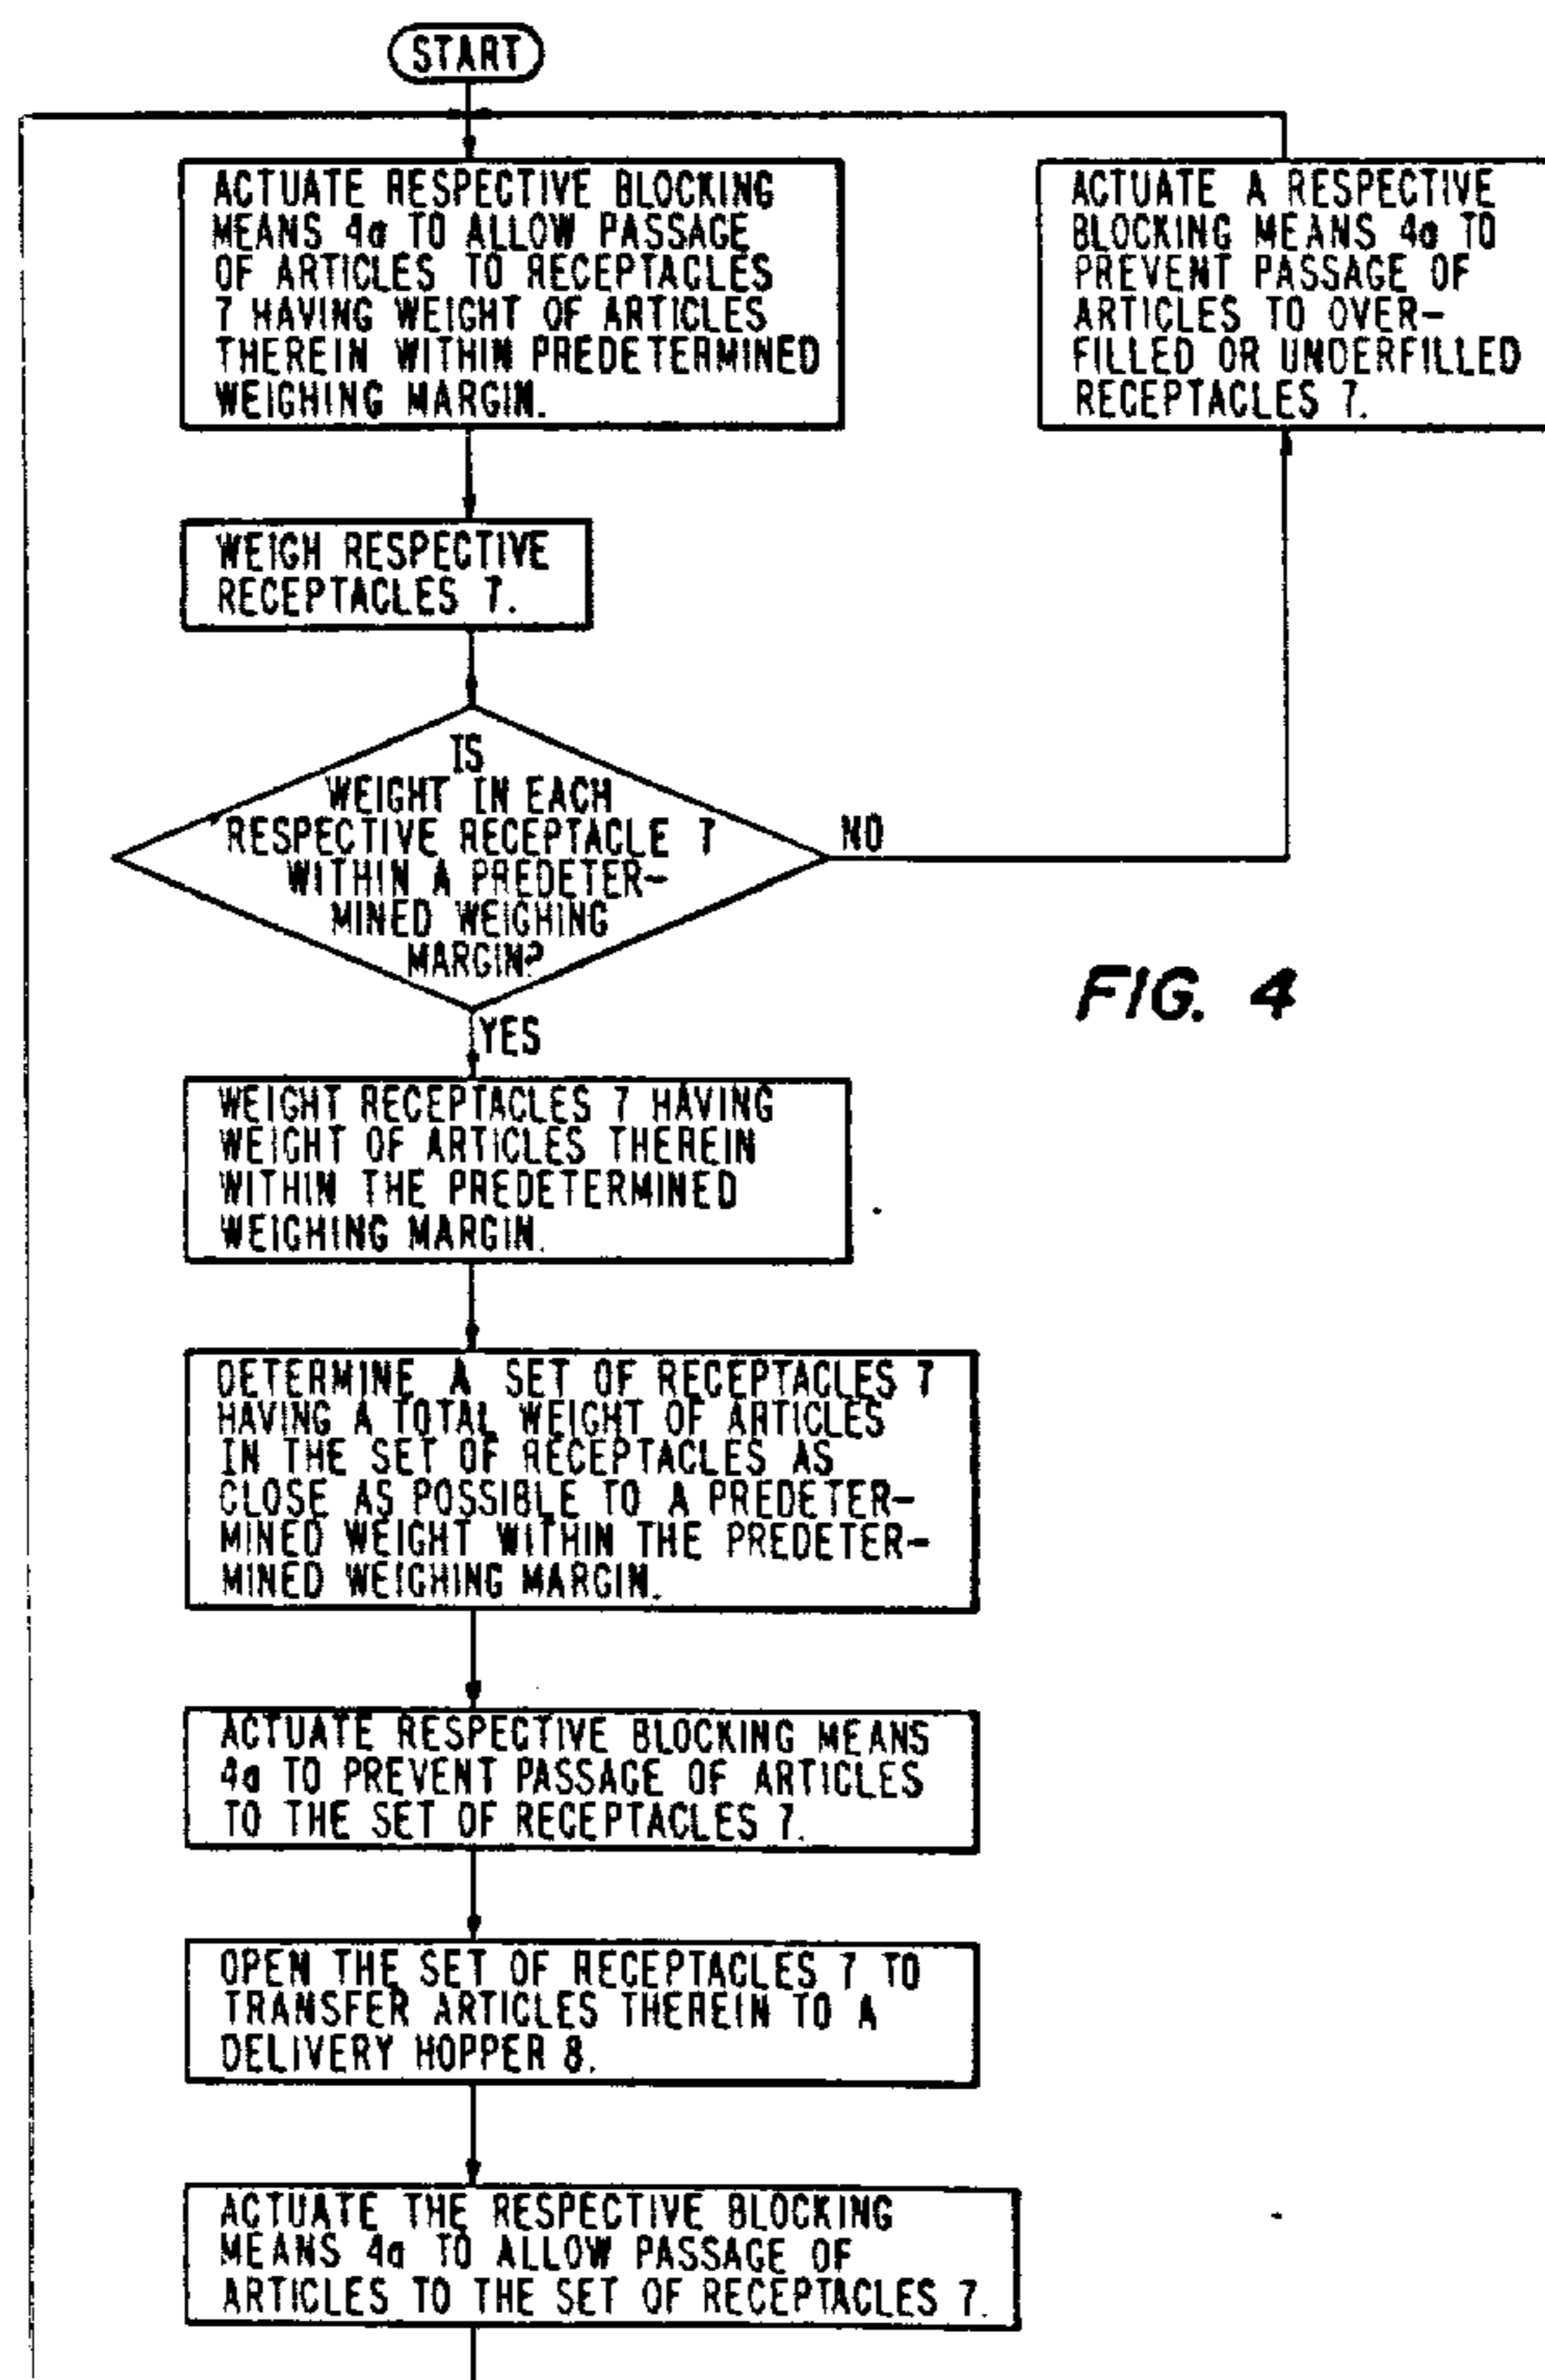 START
ACTUATE RESPECTIVE BLOCKING
MEANS 4a TO ALLOW PASSAGE
OF ARTICLES TO RECEPTACLES
7 HAVING WEIGHT OF ARTICLES
THEREIN WITHIN PREDETERMINED
WEIGHING MARGIN.
ACTUATE A RESPECTIVE
BLOCKING MEANS 4a TO
PREVENT PASSAGE OF
ARTICLES TO OVER-
FILLED OR UNDERFILLED
RECEPTACLES 7.
WEIGH RESPECTIVE
RECEPTACLES 7.
IS
WEIGHT IN EACH
RESPECTIVE RECEPTACLE 7
WITHIN A PREDETER-
MINED WEIGHING
MARGIN?
NO
YES
FIG. 4
WEIGHT RECEPTACLES 7 HAVING
WEIGHT OF ARTICLES THEREIN
WITHIN THE PREDETERMINED
WEIGHING MARGIN.
DETERMINE A SET OF RECEPTACLES 7
HAVING A TOTAL WEIGHT OF ARTICLES
IN THE SET OF RECEPTACLES AS
CLOSE AS POSSIBLE TO A PREDETER-
MINED WEIGHT WITHIN THE PREDETER-
MINED WEIGHING MARGIN.
ACTUATE RESPECTIVE BLOCKING MEANS
4a TO PREVENT PASSAGE OF ARTICLES
TO THE SET OF RECEPTACLES 7.
OPEN THE SET OF RECEPTACLES 7 TO
TRANSFER ARTICLES THEREIN TO A
DELIVERY HOPPER 8.
ACTUATE THE RESPECTIVE BLOCKING
MEANS 4a TO ALLOW PASSAGE OF
ARTICLES TO THE SET OF RECEPTACLES 7.